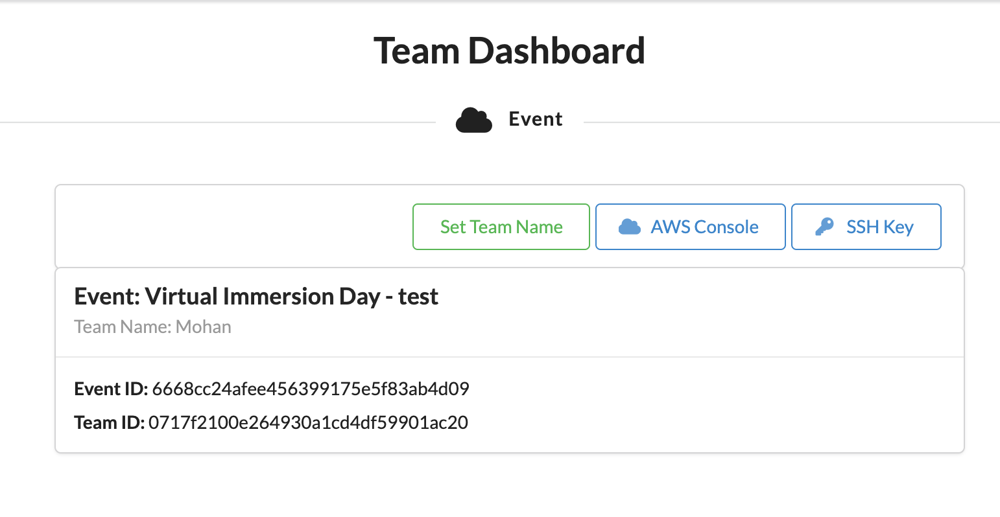 Team Dashboard
Event
Set Team Name
AWS Console
SSH Key
Event: Virtual Immersion Day - test
Team Name: Mohan
Event ID: 6668cc24afee456399175e5f83ab4d09
Team ID: 0717f2100e264930a1cd4df59901ac20